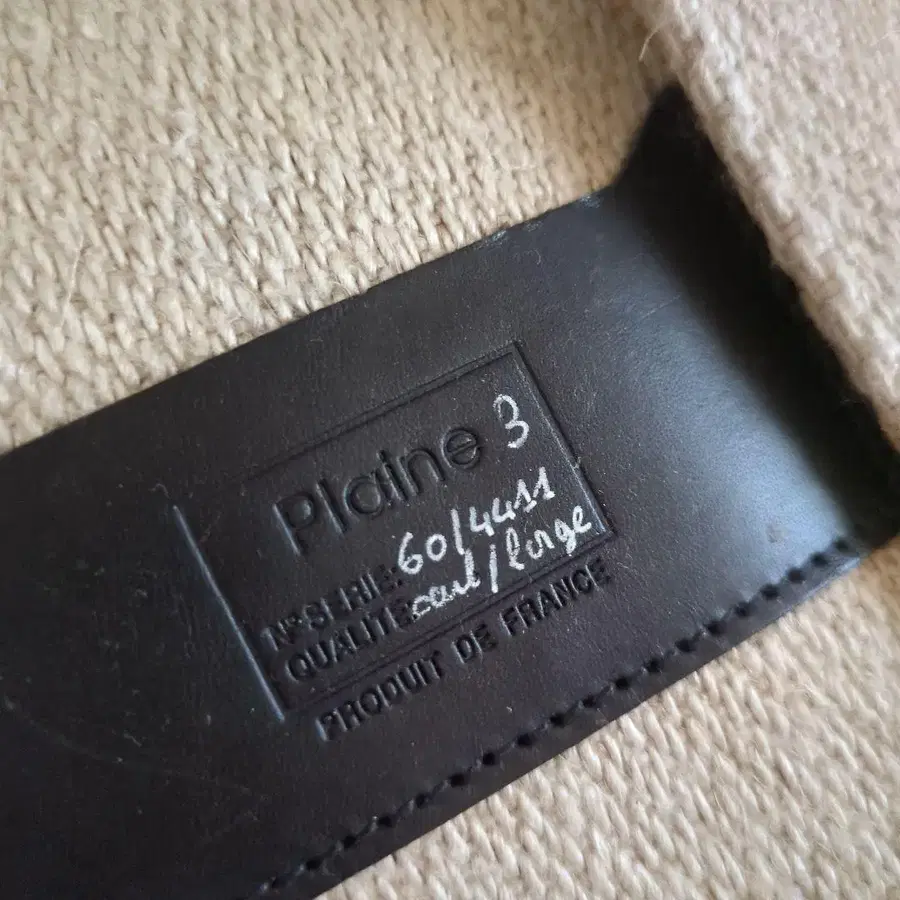 Plaine 3
N° SERIE: 60/4411
QUALITE: /large
PRODUIT DE FRANCE